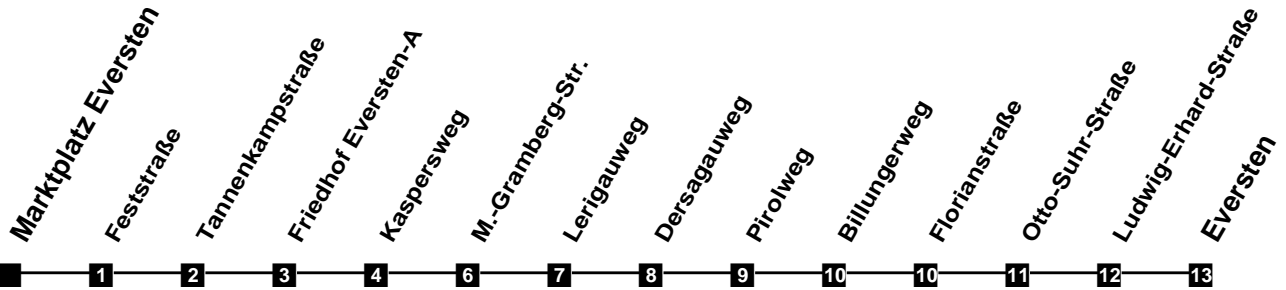 Marktplatz Eversten
Feststraße
Tannenkampstraße
Friedhof Eversten-A
Kaspersweg
M.-Gramberg-Str.
Lerigauweg
Dersagauweg
Pirolweg
Billungerweg
Florianstraße
Otto-Suhr-Straße
Ludwig-Erhard-Straße
Eversten
1 2 3 4 6 7 8 9 10 10 11 12 13